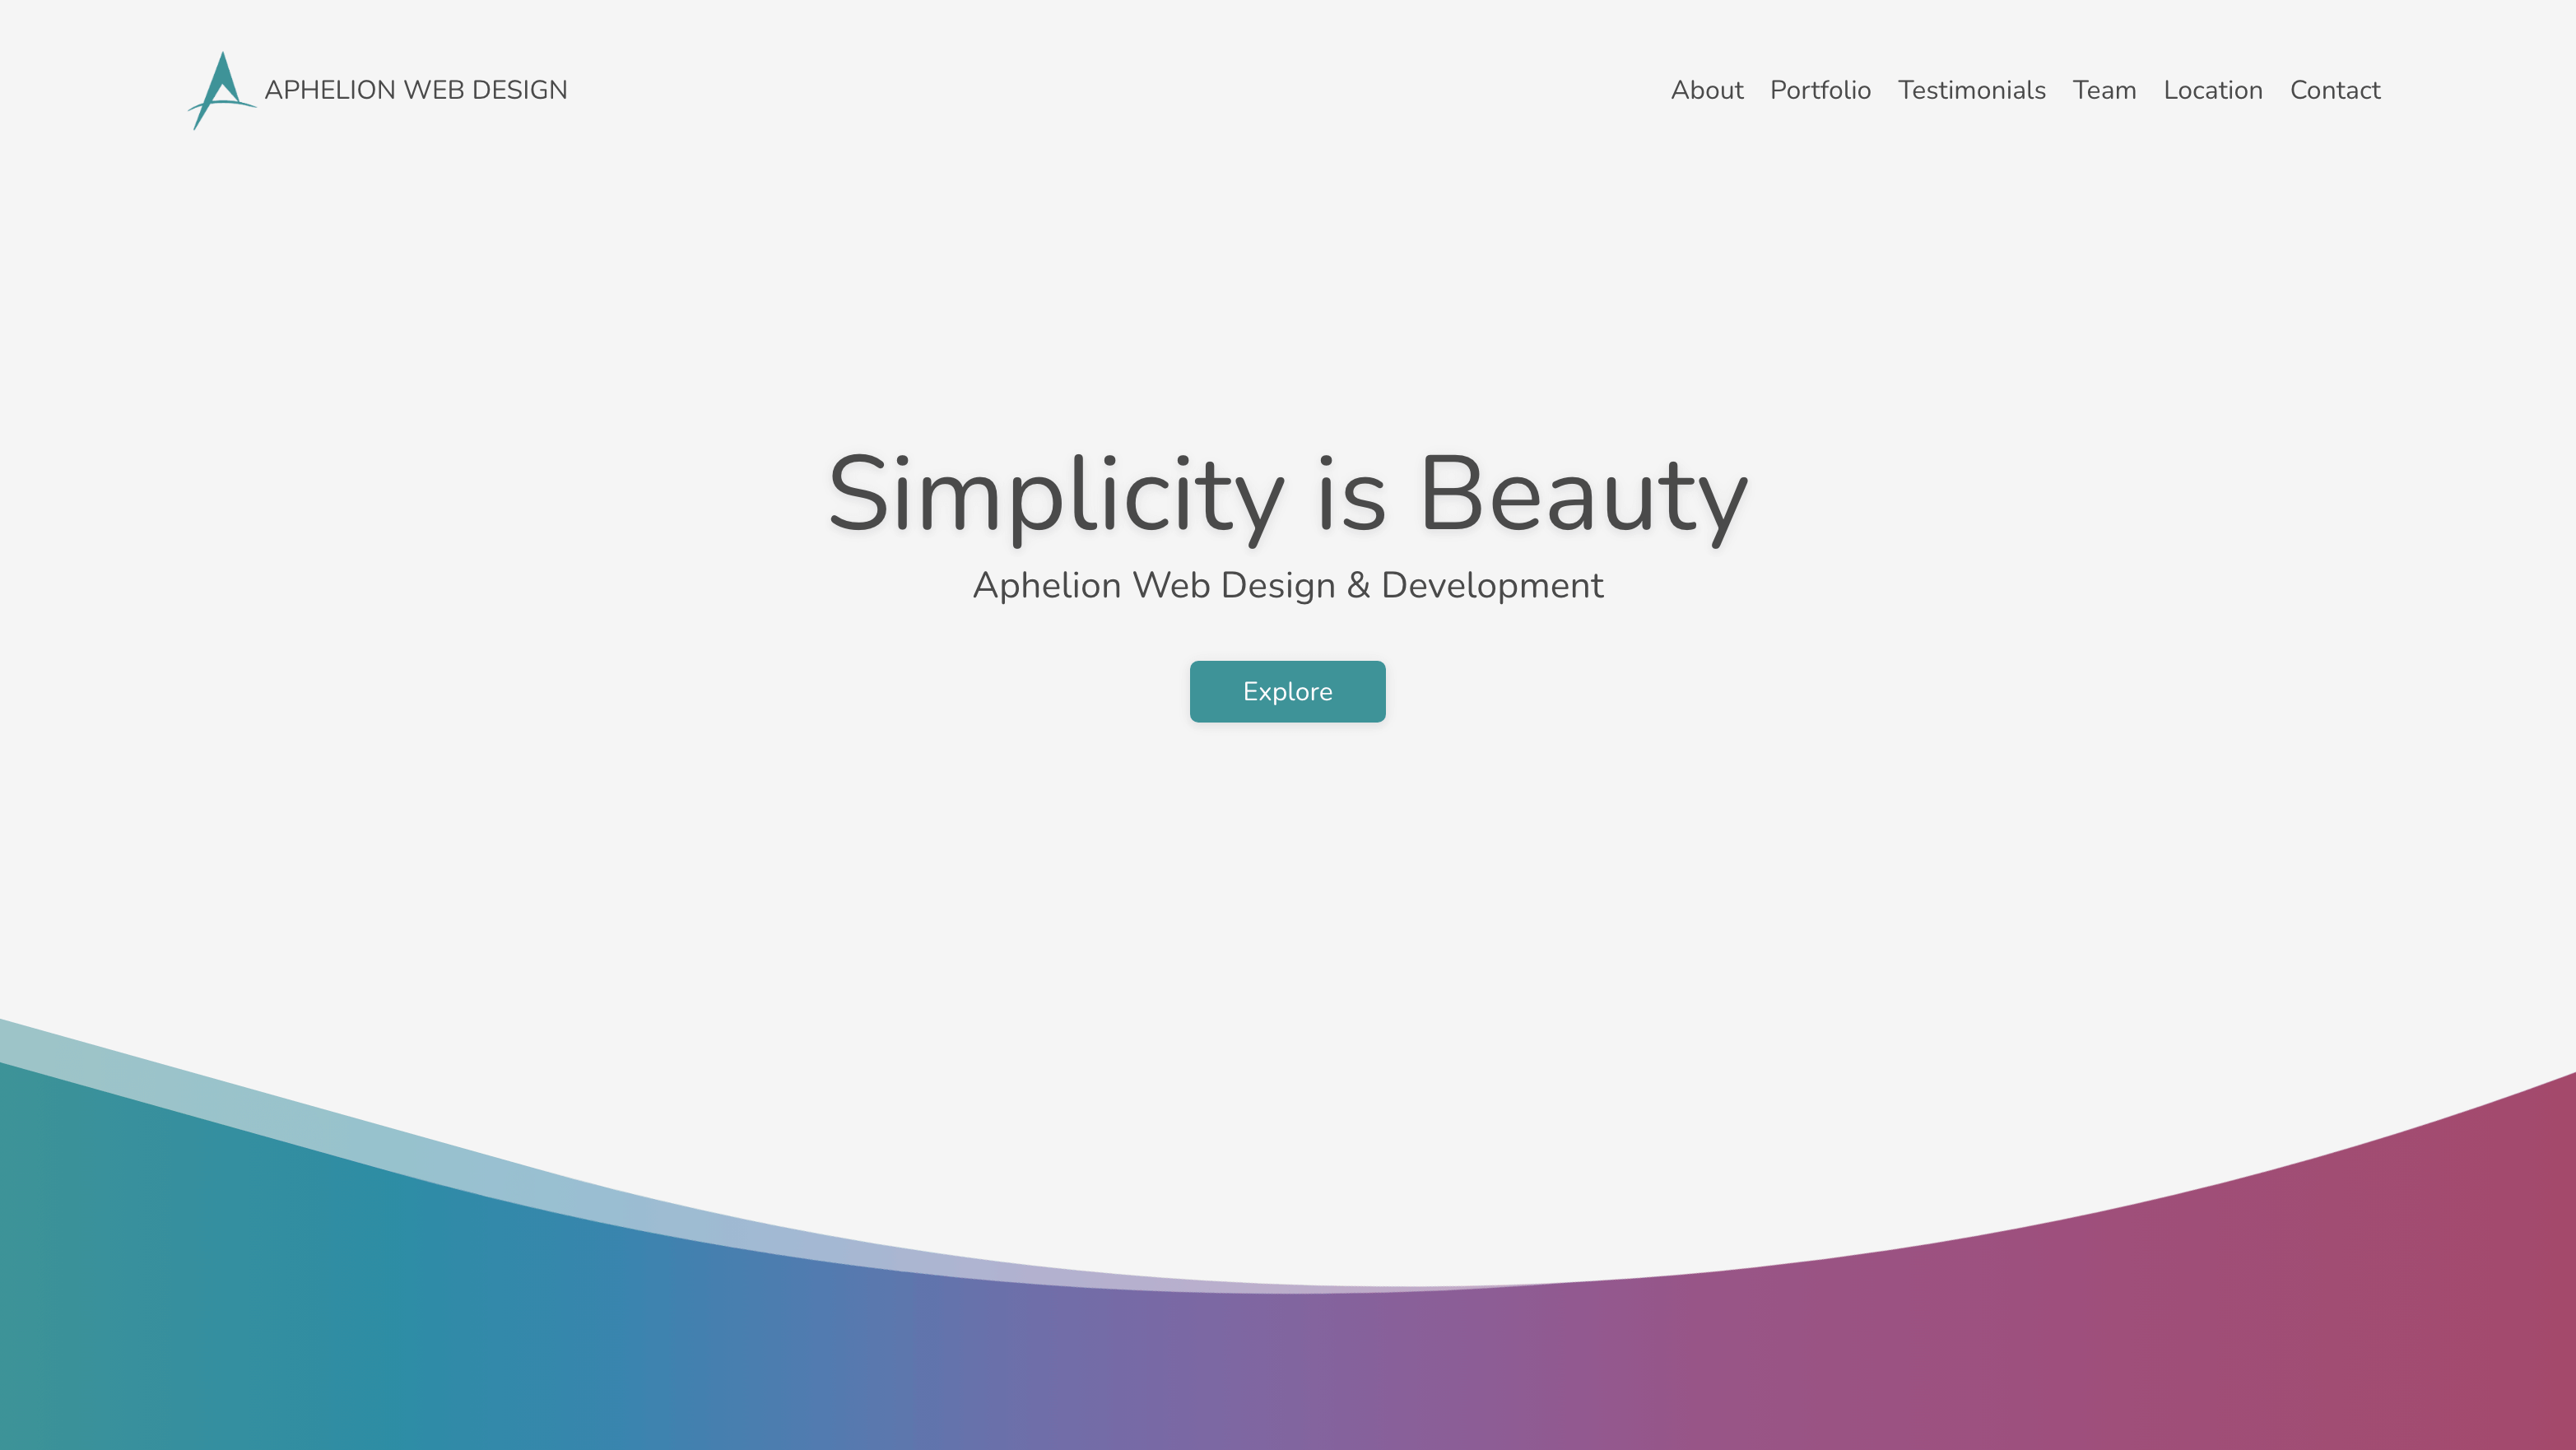 APHELION WEB DESIGN
About Portfolio Testimonials Team Location Contact
Simplicity is Beauty
Aphelion Web Design & Development
Explore